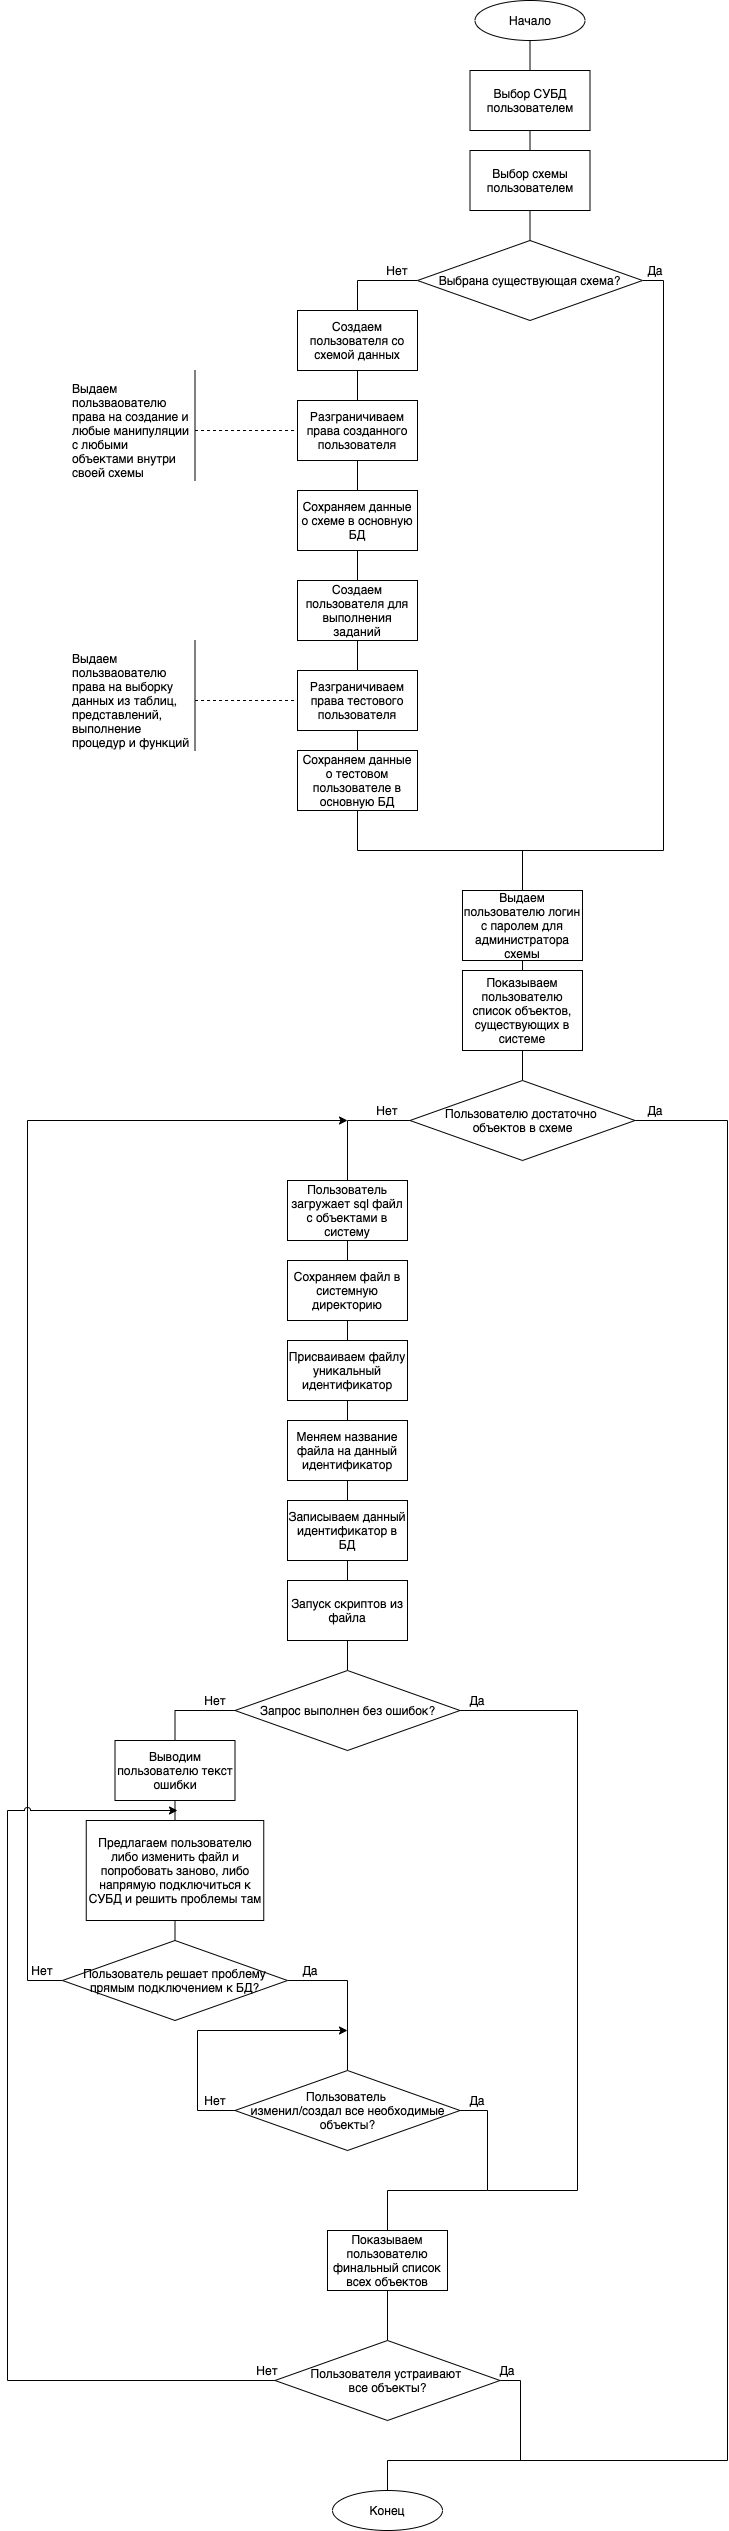 Начало
Выбор СУБД
пользователем
Выбор схемы
пользователем
Выбрана существующая схема?
Нет
Да
Создаем
пользователя со
схемой данных
Выдаем
пользваователю
права на создание и
любые манипуляции
с любыми
объектами внутри
своей схемы
Разграничиваем
права созданного
пользователя
Сохраняем данные
о схеме в основную
БД
Создаем
пользователя для
выполнения
заданий
Выдаем
пользваователю
права на выборку
данных из таблиц,
представлений,
выполнение
процедур и функций
Разграничиваем
права тестового
пользователя
Сохраняем данные
о тестовом
пользователе в
основную БД
Выдаем
пользователю логин
с паролем для
администратора
схемы
Показываем
пользователю
список объектов,
существующих в
системе
Нет
Пользователю достаточно
объектов в схеме
Да
Пользователь
загружает sql файл
с объектами в
систему
Сохраняем файл в
системную
директорию
Присваиваем файлу
уникальный
идентификатор
Меняем название
файла на данный
идентификатор
Записываем данный
идентификатор в
БД
Запуск скриптов из
файла
Нет
Запрос выполнен без ошибок?
Да
Выводим
пользователю текст
ошибки
Предлагаем пользователю
либо изменить файл и
попробовать заново, либо
напрямую подключиться к
СУБД и решить проблемы там
Нет
Пользователь решает проблему
прямым подключением к БД?
Да
Нет
Пользователь
изменил/создал все необходимые
объекты?
Да
Показываем
пользователю
финальный список
всех объектов
Нет
Пользователя устраивают
все объекты?
Да
Конец